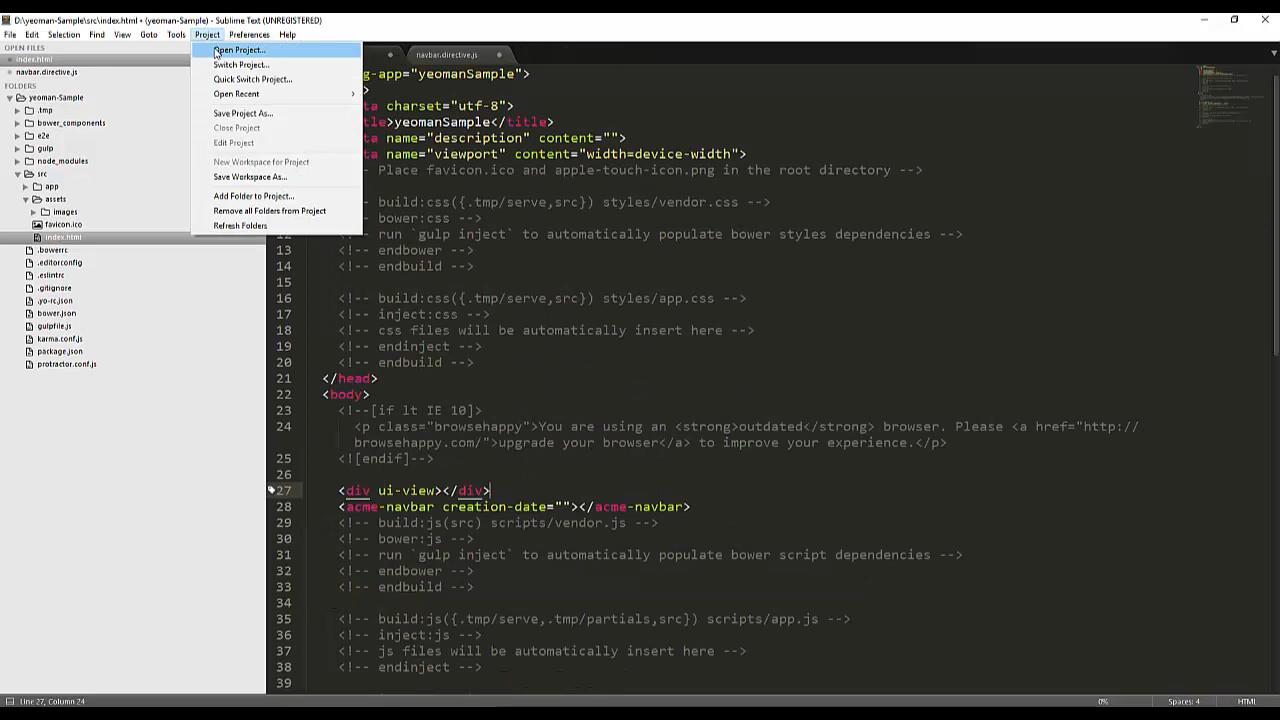 D:\yeoman-Sample\src\index.html • (yeoman-Sample) - Sublime Text (UNREGISTERED)
File Edit Selection Find View Goto Tools Project Preferences Help
OPEN FILES
index.html
navbar.directive.js
FOLDERS
yeoman-Sample
.tmp
bower_components
e2e
gulp
node_modules
src
app
assets
images
favicon.ico
index.html
.bowerrc
.editorconfig
.eslintrc
.gitignore
.yo-rc.json
bower.json
gulpfile.js
karma.conf.js
package.json
protractor.conf.js
Open Project...
Switch Project...
Quick Switch Project...
Open Recent
Save Project As...
Close Project
Edit Project
New Workspace for Project
Save Workspace As...
Add Folder to Project...
Remove all Folders from Project
Refresh Folders
navbar.directive.js
g-app="yeomanSample">
>
ta charset="utf-8">
title>yeomanSample</title>
ta name="description" content="">
ta name="viewport" content="width=device-width">
Place favicon.ico and apple-touch-icon.png in the root directory -->
build:css({.tmp/serve,src}) styles/vendor.css -->
bower:css -->
12 run `gulp inject` to automatically populate bower styles dependencies -->
13 <!-- endbower -->
14 <!-- endbuild -->
15
16 <!-- build:css({.tmp/serve,src}) styles/app.css -->
17 <!-- inject:css -->
18 <!-- css files will be automatically insert here -->
19 <!-- endinject -->
20 <!-- endbuild -->
21 </head>
22 <body>
23 <!--[if lt IE 10]>
24 <p class="browsehappy">You are using an <strong>outdated</strong> browser. Please <a href="http://
browsehappy.com/">upgrade your browser</a> to improve your experience.</p>
25 <![endif]-->
26
27 <div ui-view></div>
28 <acme-navbar creation-date=""></acme-navbar>
29 <!-- build:js(src) scripts/vendor.js -->
30 <!-- bower:js -->
31 <!-- run `gulp inject` to automatically populate bower script dependencies -->
32 <!-- endbower -->
33 <!-- endbuild -->
34
35 <!-- build:js({.tmp/serve,.tmp/partials,src}) scripts/app.js -->
36 <!-- inject:js -->
37 <!-- js files will be automatically insert here -->
38 <!-- endinject -->
39
Line 27, Column 24 0% Spaces: 4 HTML